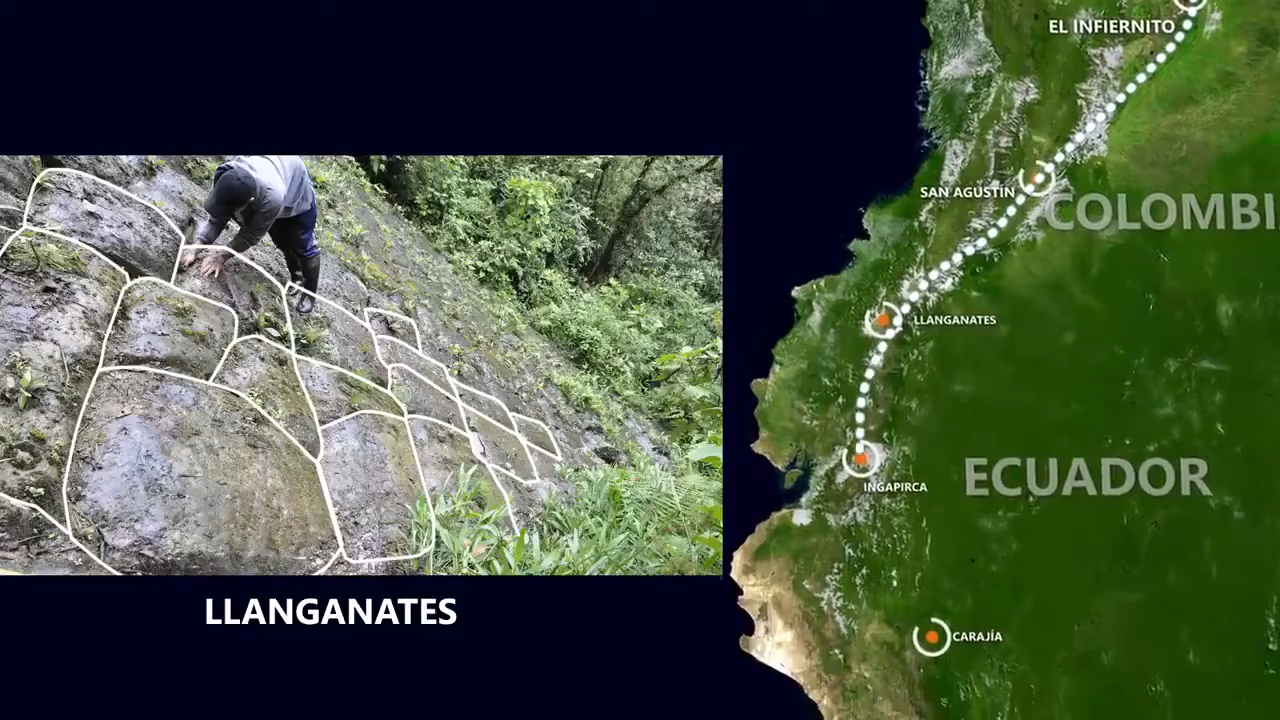 EL INFIERNITO
SAN AGUSTÍN
COLOMBI
LLANGANATES
ECUADOR
INGAPIRCA
CARAJÍA
LLANGANATES